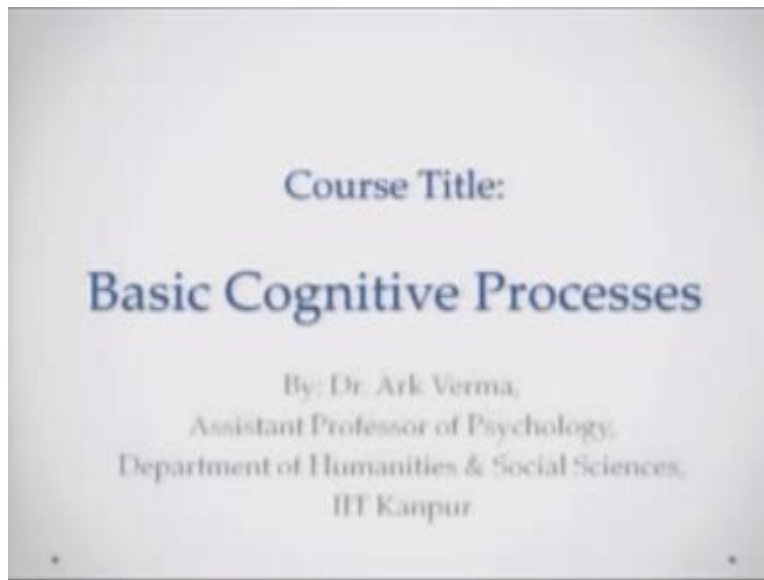 Course Title:
Basic Cognitive Processes
By: Dr. Ark Verma,
Assistant Professor of Psychology,
Department of Humanities & Social Sciences,
IIT Kanpur